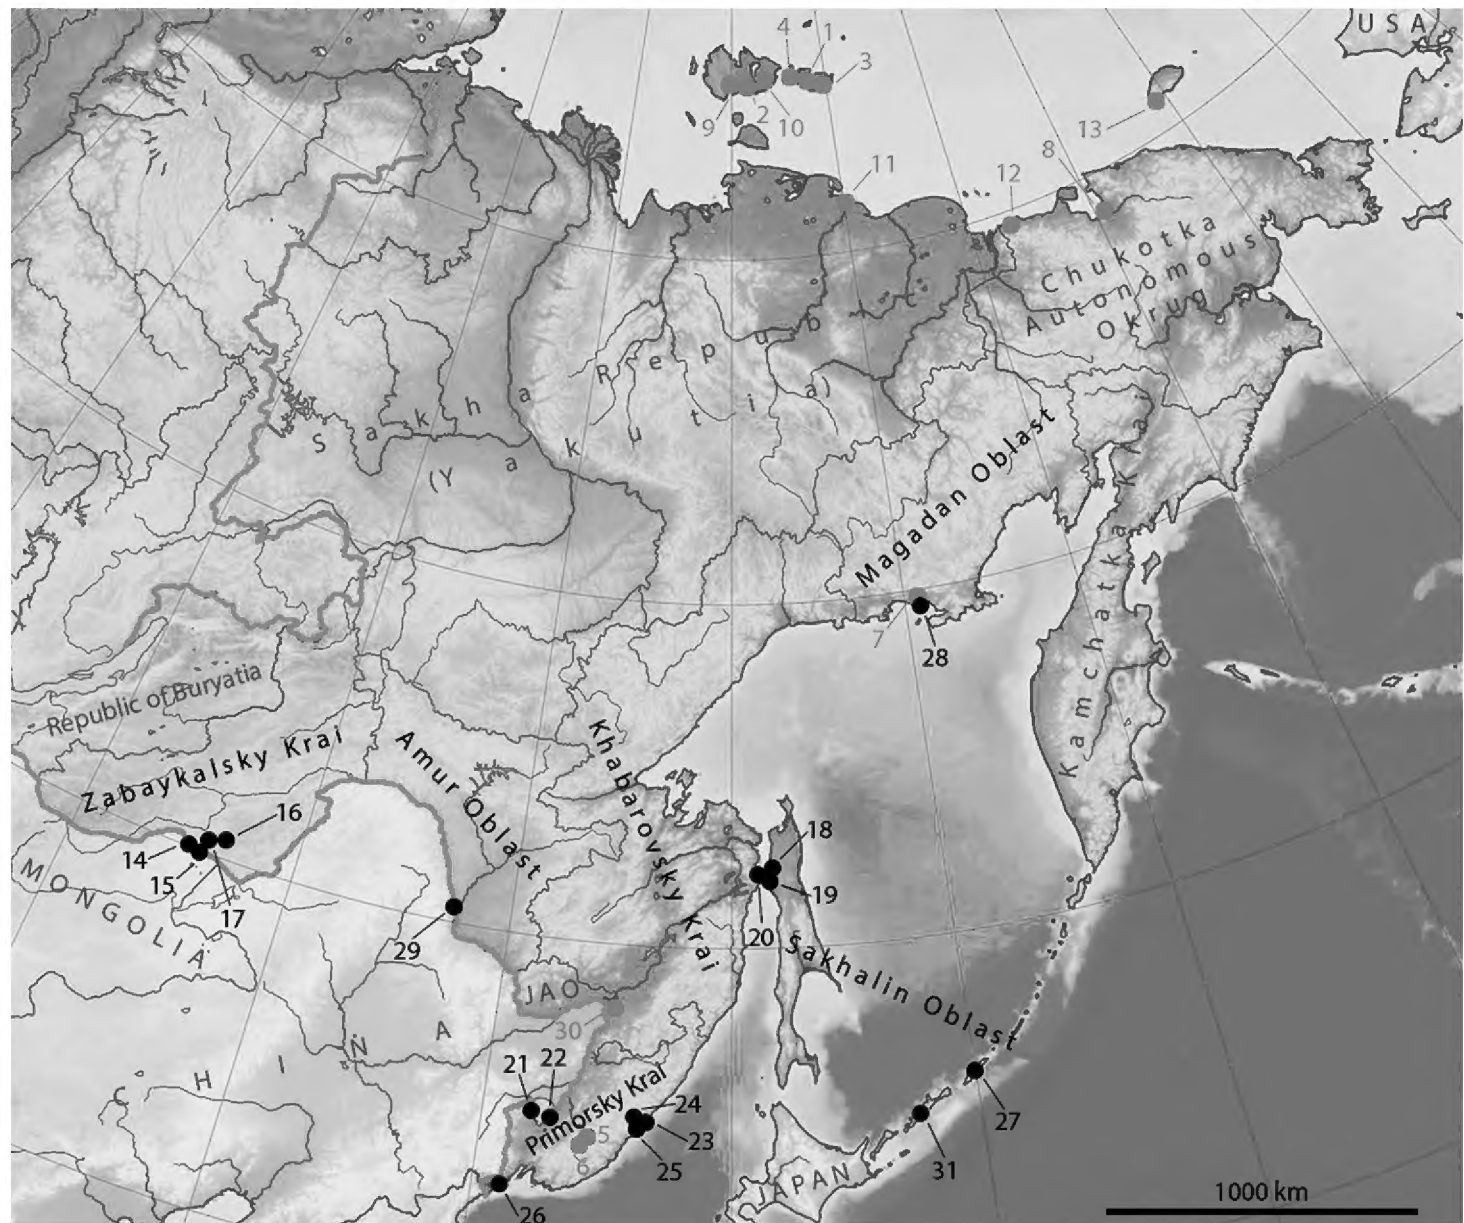 USA
4
1
3
9
2
10
13
8
11
12
Chukotka
Autonomous
Okrug
Sakha Republic
(Yakutia)
Magadan Oblast
Kamchatka Krai
7
28
Republic of Buryatia
Zabaykalsky Krai
Amur Oblast
Khabarovsky Krai
16
14
15
17
MONGOLIA
29
18
19
20
Sakhalin Oblast
JAO
30
CHINA
21
22
Primorsky Krai
24
5
23
6
25
26
27
31
JAPAN
1000 km